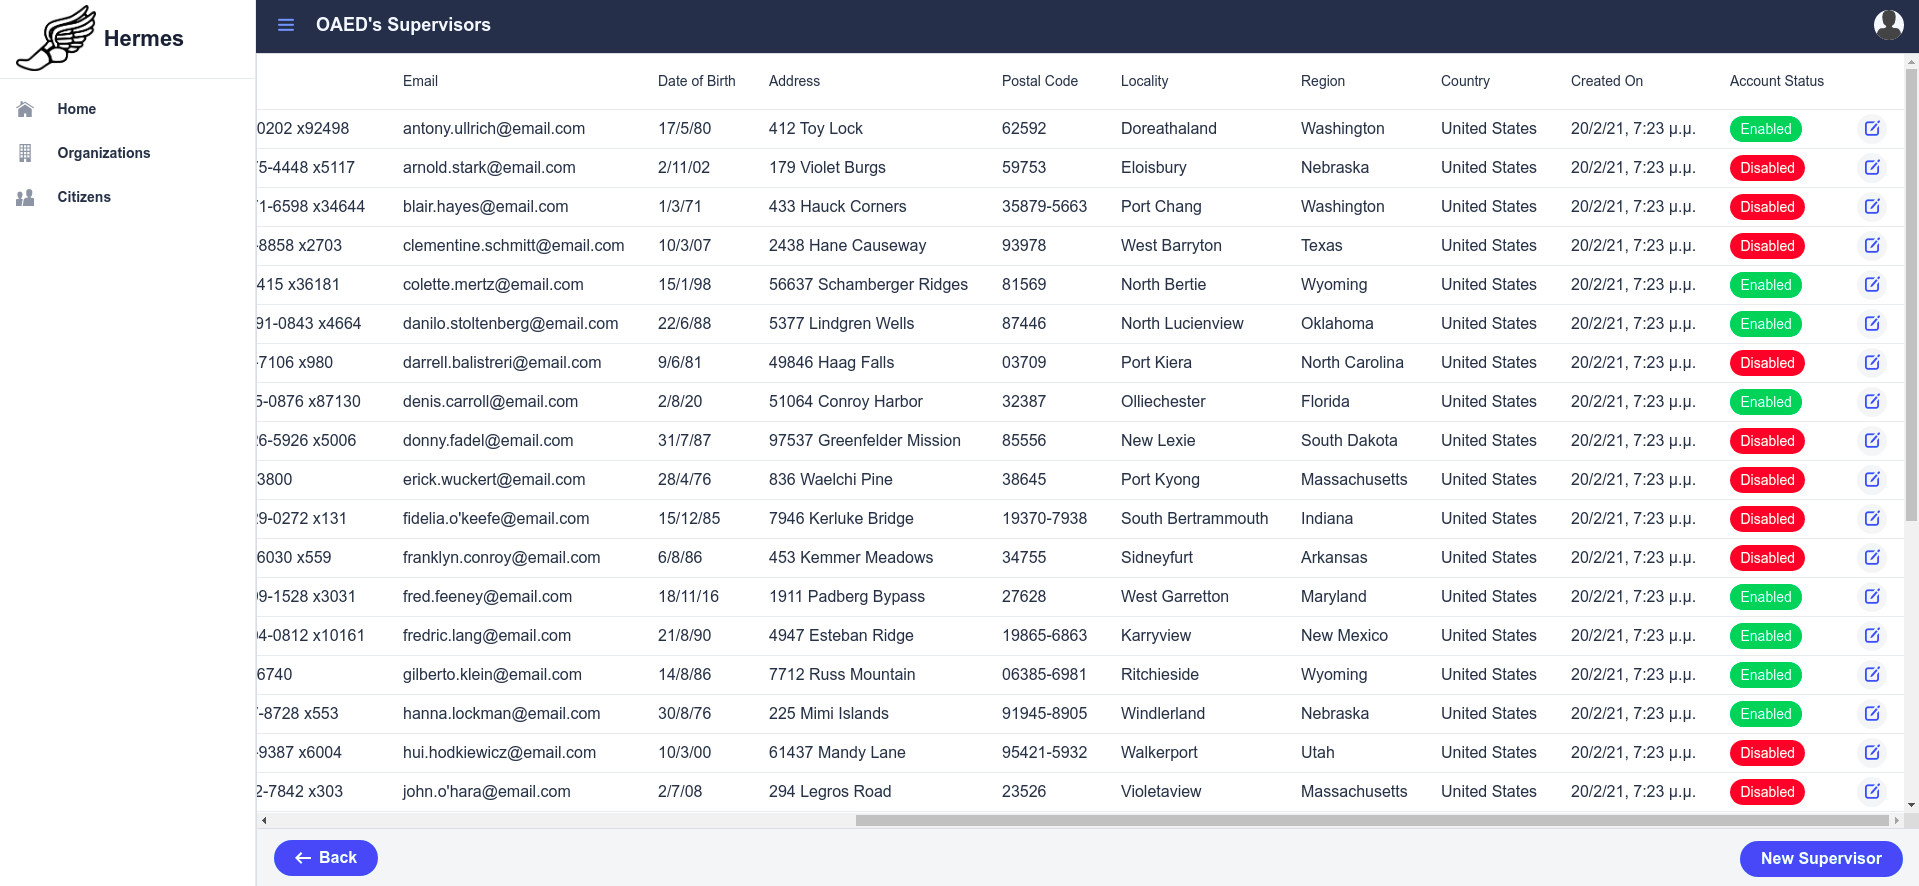 Hermes
OAED's Supervisors
Home
Organizations
Citizens
Email Date of Birth Address Postal Code Locality Region Country Created On Account Status
0202 x92498 antony.ullrich@email.com 17/5/80 412 Toy Lock 62592 Doreathaland Washington United States 20/2/21, 7:23 μ.μ. Enabled
5-4448 x5117 arnold.stark@email.com 2/11/02 179 Violet Burgs 59753 Eloisbury Nebraska United States 20/2/21, 7:23 μ.μ. Disabled
1-6598 x34644 blair.hayes@email.com 1/3/71 433 Hauck Corners 35879-5663 Port Chang Washington United States 20/2/21, 7:23 μ.μ. Disabled
-8858 x2703 clementine.schmitt@email.com 10/3/07 2438 Hane Causeway 93978 West Barryton Texas United States 20/2/21, 7:23 μ.μ. Disabled
415 x36181 colette.mertz@email.com 15/1/98 56637 Schamberger Ridges 81569 North Bertie Wyoming United States 20/2/21, 7:23 μ.μ. Enabled
91-0843 x4664 danilo.stoltenberg@email.com 22/6/88 5377 Lindgren Wells 87446 North Lucienview Oklahoma United States 20/2/21, 7:23 μ.μ. Enabled
-7106 x980 darrell.balistreri@email.com 9/6/81 49846 Haag Falls 03709 Port Kiera North Carolina United States 20/2/21, 7:23 μ.μ. Disabled
5-0876 x87130 denis.carroll@email.com 2/8/20 51064 Conroy Harbor 32387 Olliechester Florida United States 20/2/21, 7:23 μ.μ. Enabled
26-5926 x5006 donny.fadel@email.com 31/7/87 97537 Greenfelder Mission 85556 New Lexie South Dakota United States 20/2/21, 7:23 μ.μ. Disabled
3800 erick.wuckert@email.com 28/4/76 836 Waelchi Pine 38645 Port Kyong Massachusetts United States 20/2/21, 7:23 μ.μ. Disabled
29-0272 x131 fidelia.o'keefe@email.com 15/12/85 7946 Kerluke Bridge 19370-7938 South Bertrammouth Indiana United States 20/2/21, 7:23 μ.μ. Disabled
6030 x559 franklyn.conroy@email.com 6/8/86 453 Kemmer Meadows 34755 Sidneyfurt Arkansas United States 20/2/21, 7:23 μ.μ. Disabled
9-1528 x3031 fred.feeney@email.com 18/11/16 1911 Padberg Bypass 27628 West Garretton Maryland United States 20/2/21, 7:23 μ.μ. Enabled
4-0812 x10161 fredric.lang@email.com 21/8/90 4947 Esteban Ridge 19865-6863 Karryview New Mexico United States 20/2/21, 7:23 μ.μ. Enabled
6740 gilberto.klein@email.com 14/8/86 7712 Russ Mountain 06385-6981 Ritchieside Wyoming United States 20/2/21, 7:23 μ.μ. Enabled
-8728 x553 hanna.lockman@email.com 30/8/76 225 Mimi Islands 91945-8905 Windlerland Nebraska United States 20/2/21, 7:23 μ.μ. Enabled
-9387 x6004 hui.hodkiewicz@email.com 10/3/00 61437 Mandy Lane 95421-5932 Walkerport Utah United States 20/2/21, 7:23 μ.μ. Disabled
2-7842 x303 john.o'hara@email.com 2/7/08 294 Legros Road 23526 Violetaview Massachusetts United States 20/2/21, 7:23 μ.μ. Disabled
Back
New Supervisor